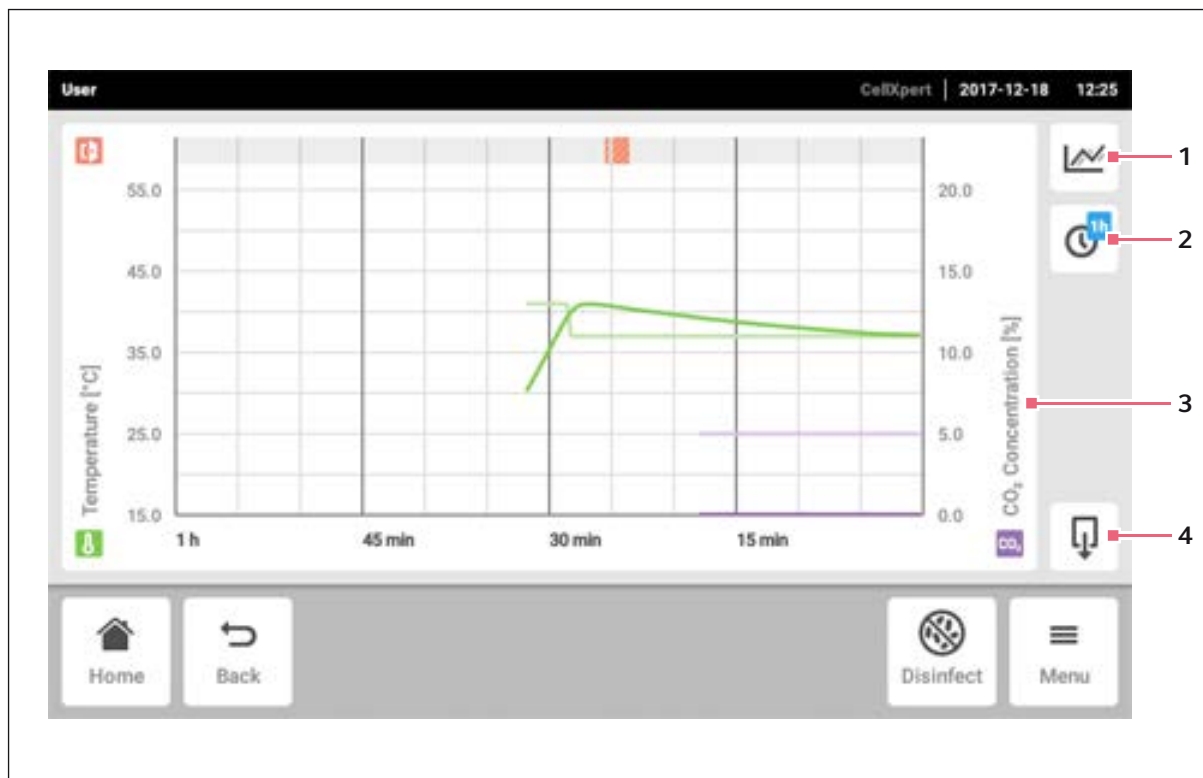 User CellXpert 2017-12-18 12:25
1h
55.0 20.0
45.0 15.0
35.0 10.0
25.0 5.0
15.0 0.0
Temperature [°C]
CO₂ Concentration [%]
1 h 45 min 30 min 15 min
CO₂
Home Back Disinfect Menu
1
2
3
4